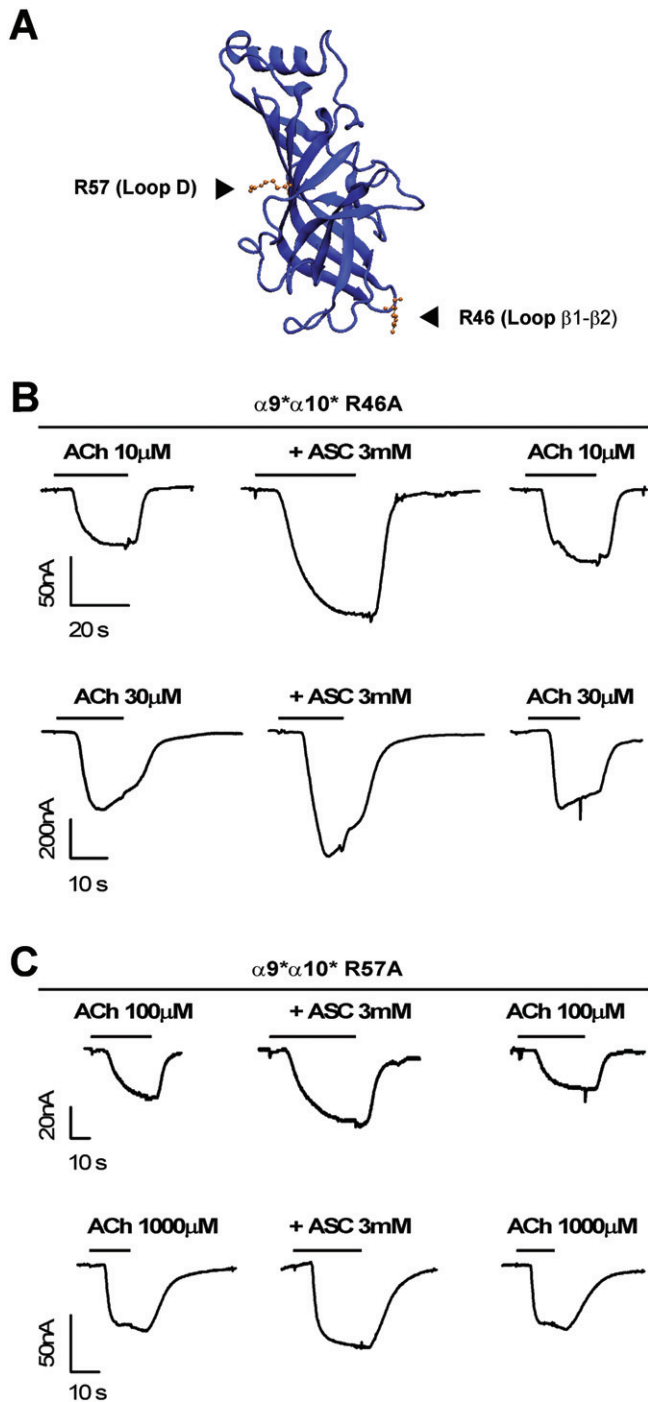 A
R57 (Loop D)
R46 (Loop β1-β2)
B
α9*α10* R46A
ACh 10μM + ASC 3mM ACh 10μM
50nA
20 s
ACh 30μM + ASC 3mM ACh 30μM
200nA
10 s
C
α9*α10* R57A
ACh 100μM + ASC 3mM ACh 100μM
20nA
10 s
ACh 1000μM + ASC 3mM ACh 1000μM
50nA
10 s